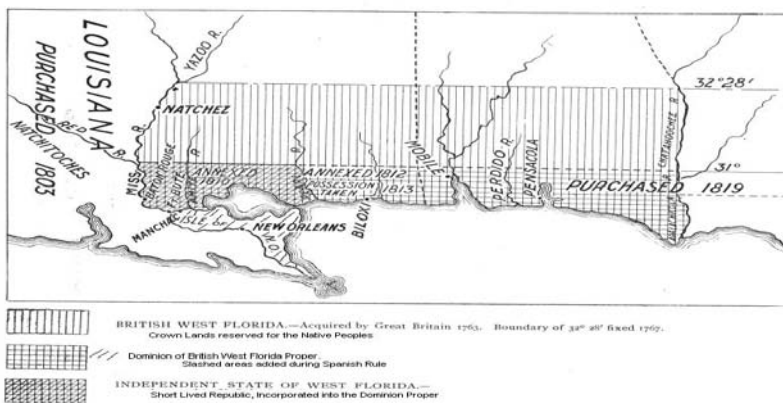 LOUISIANA
PURCHASED 1803
YAZOO R.
NATCHEZ
RED R.
NATCHITOCHES
MISS. R.
BATON ROUGE
MANCHAC
ANNEXED
ISLE OF
NEW ORLEANS
ANNEXED 1812
POSSESSION
TAKEN 1813
BILOXI
MOBILE
PERDIDO R.
PENSACOLA
CHATAHOOCHEE R.
32° 28'
31°
PURCHASED 1819
BRITISH WEST FLORIDA.—Acquired by Great Britain 1763. Boundary of 32° 28' fixed 1767.
Crown Lands reserved for the Native Peoples
Dominion of British West Florida Proper.
Slashed areas added during Spanish Rule
INDEPENDENT STATE OF WEST FLORIDA.—
Short Lived Republic, Incorporated into the Dominion Proper